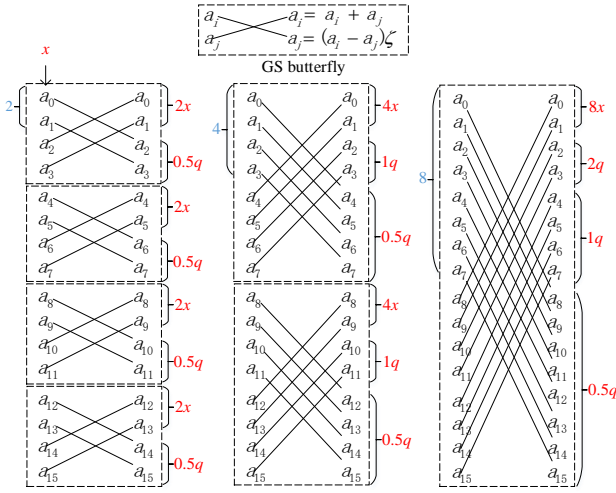 a_i a_i = a_i + a_j
a_j a_j = (a_i - a_j)ζ
GS butterfly
x
2
a_0 a_0
a_1 a_1
2x
a_2 a_2
a_3 a_3
0.5q
a_4 a_4
a_5 a_5
2x
a_6 a_6
a_7 a_7
0.5q
a_8 a_8
a_9 a_9
2x
a_10 a_10
a_11 a_11
0.5q
a_12 a_12
a_13 a_13
2x
a_14 a_14
a_15 a_15
0.5q
4
a_0 a_0
a_1 a_1
4x
a_2 a_2
a_3 a_3
1q
a_4 a_4
a_5 a_5
0.5q
a_6 a_6
a_7 a_7
a_8 a_8
a_9 a_9
4x
a_10 a_10
a_11 a_11
1q
a_12 a_12
a_13 a_13
0.5q
a_14 a_14
a_15 a_15
8
a_0 a_0
a_1 a_1
8x
a_2 a_2
a_3 a_3
2q
a_4 a_4
a_5 a_5
1q
a_6 a_6
a_7 a_7
a_8 a_8
a_9 a_9
a_10 a_10
a_11 a_11
0.5q
a_12 a_12
a_13 a_13
a_14 a_14
a_15 a_15